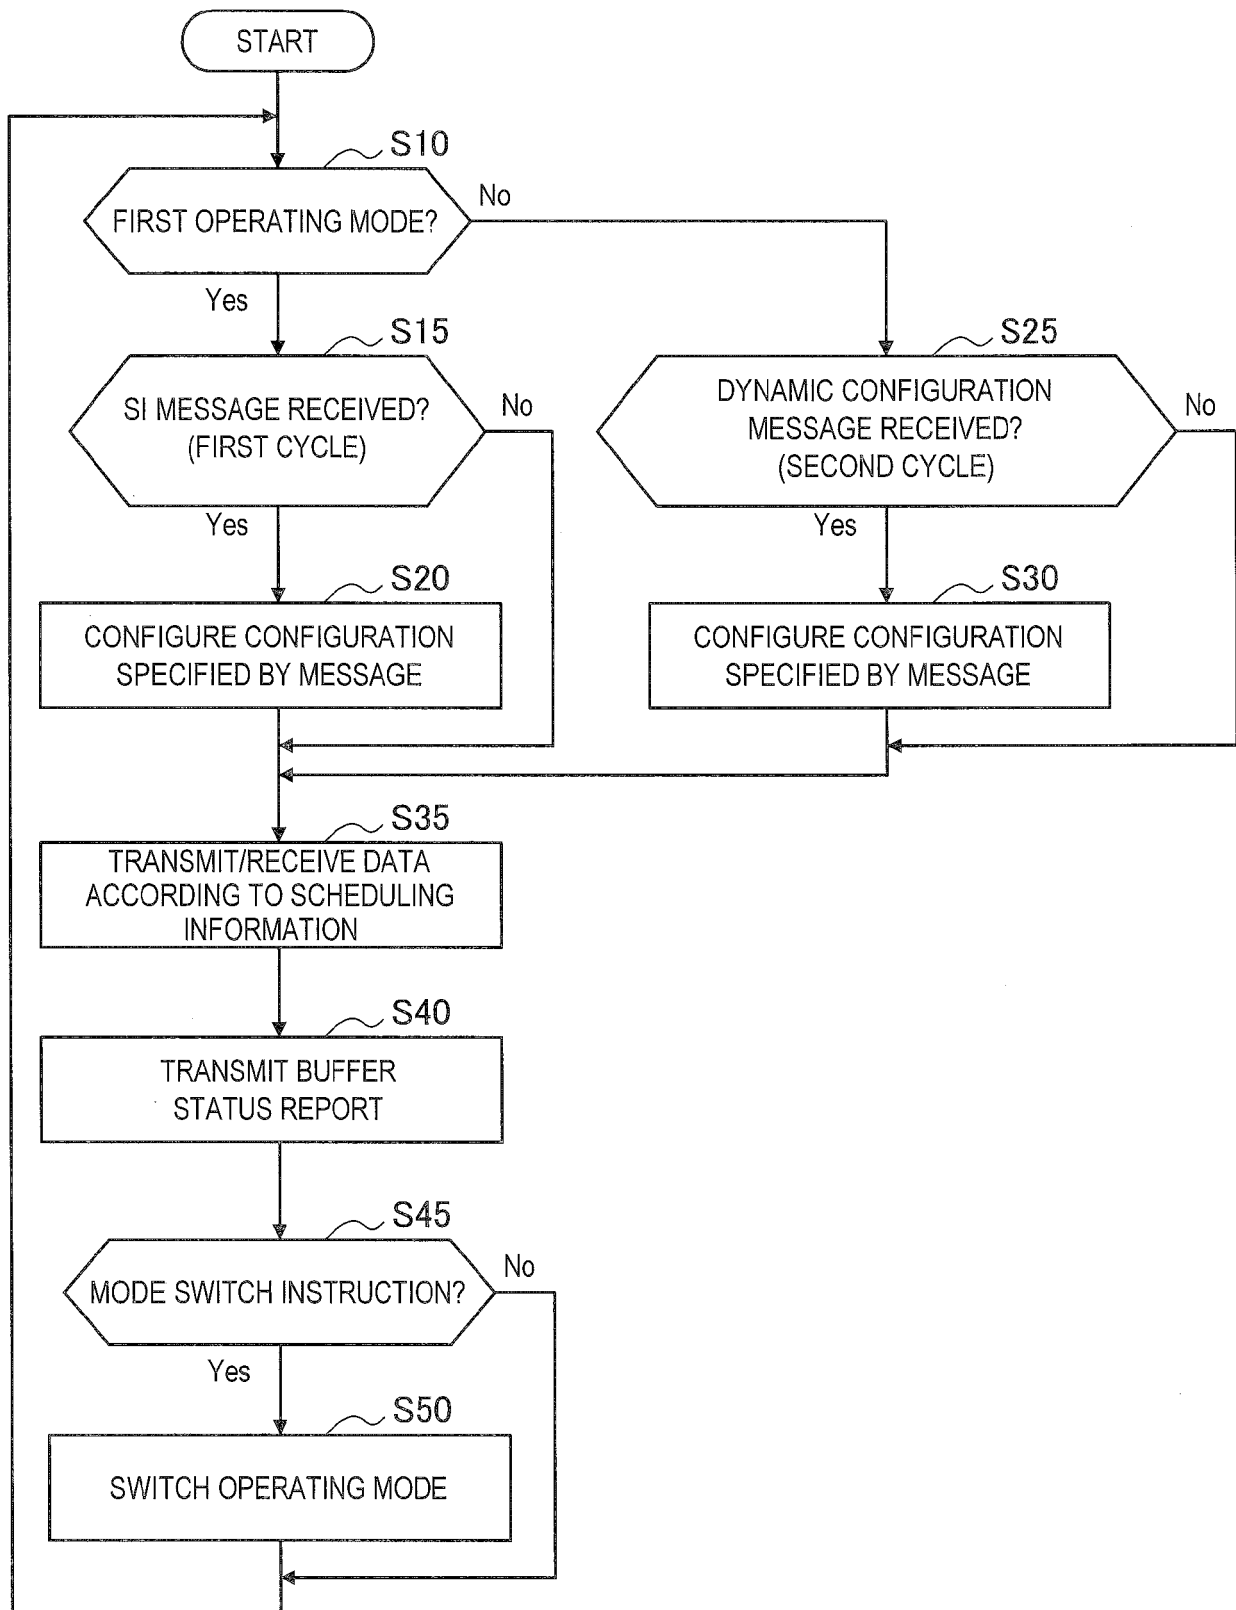 START
S10
FIRST OPERATING MODE?
No
Yes
S15
SI MESSAGE RECEIVED?
(FIRST CYCLE)
No
Yes
S25
DYNAMIC CONFIGURATION
MESSAGE RECEIVED?
(SECOND CYCLE)
No
Yes
S20
CONFIGURE CONFIGURATION
SPECIFIED BY MESSAGE
S30
CONFIGURE CONFIGURATION
SPECIFIED BY MESSAGE
S35
TRANSMIT/RECEIVE DATA
ACCORDING TO SCHEDULING
INFORMATION
S40
TRANSMIT BUFFER
STATUS REPORT
S45
MODE SWITCH INSTRUCTION?
No
Yes
S50
SWITCH OPERATING MODE